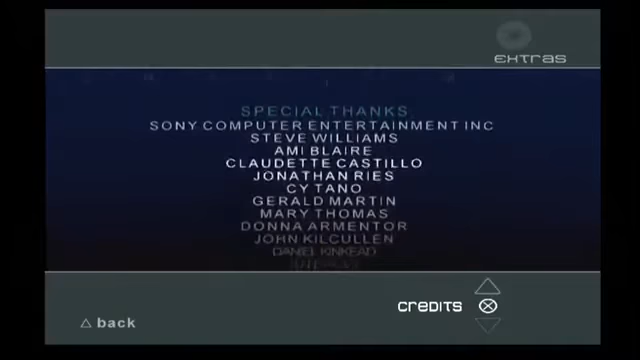 extras
SPECIAL THANKS
SONY COMPUTER ENTERTAINMENT INC
STEVE WILLIAMS
AMI BLAIRE
CLAUDETTE CASTILLO
JONATHAN RIES
CY TANO
GERALD MARTIN
MARY THOMAS
DONNA ARMENTOR
JOHN KILCULLEN
DANIEL KINKEAD
credits
back